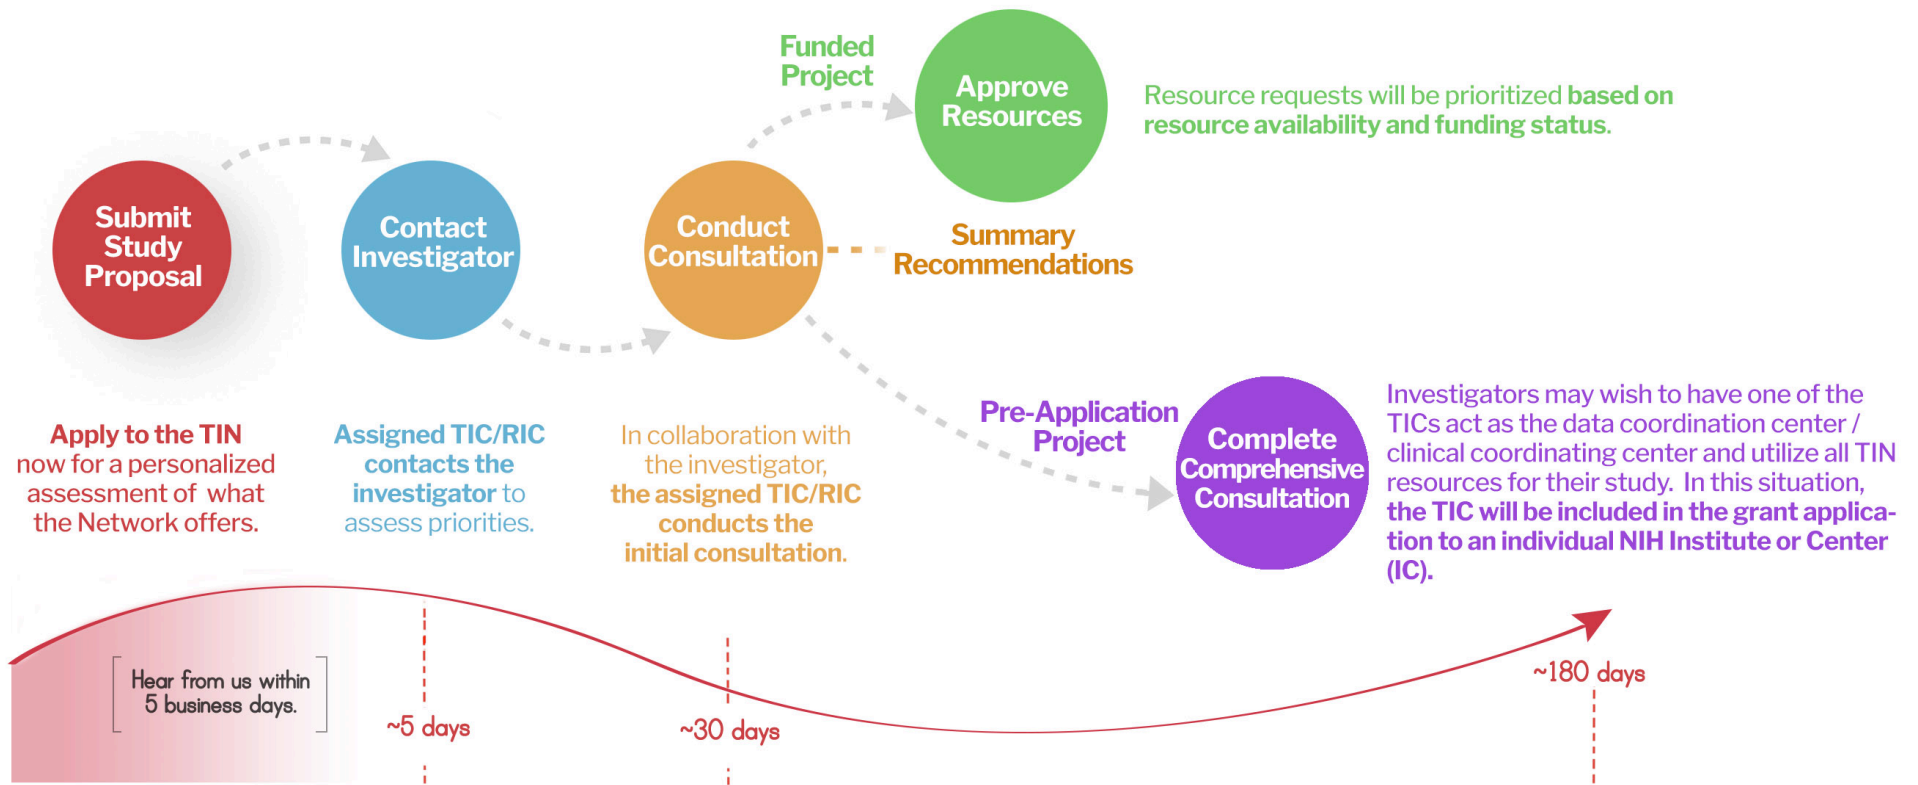 Funded
Project
Approve
Resources
Resource requests will be prioritized based on
resource availability and funding status.
Submit
Study
Proposal
Contact
Investigator
Conduct
Consultation
Summary
Recommendations
Apply to the TIN
now for a personalized
assessment of what
the Network offers.
Assigned TIC/RIC
contacts the
investigator to
assess priorities.
In collaboration with
the investigator,
the assigned TIC/RIC
conducts the
initial consultation.
Pre-Application
Project
Complete
Comprehensive
Consultation
Investigators may wish to have one of the
TICs act as the data coordination center /
clinical coordinating center and utilize all TIN
resources for their study. In this situation,
the TIC will be included in the grant applica-
tion to an individual NIH Institute or Center
(IC).
Hear from us within
5 business days.
~5 days
~30 days
~180 days